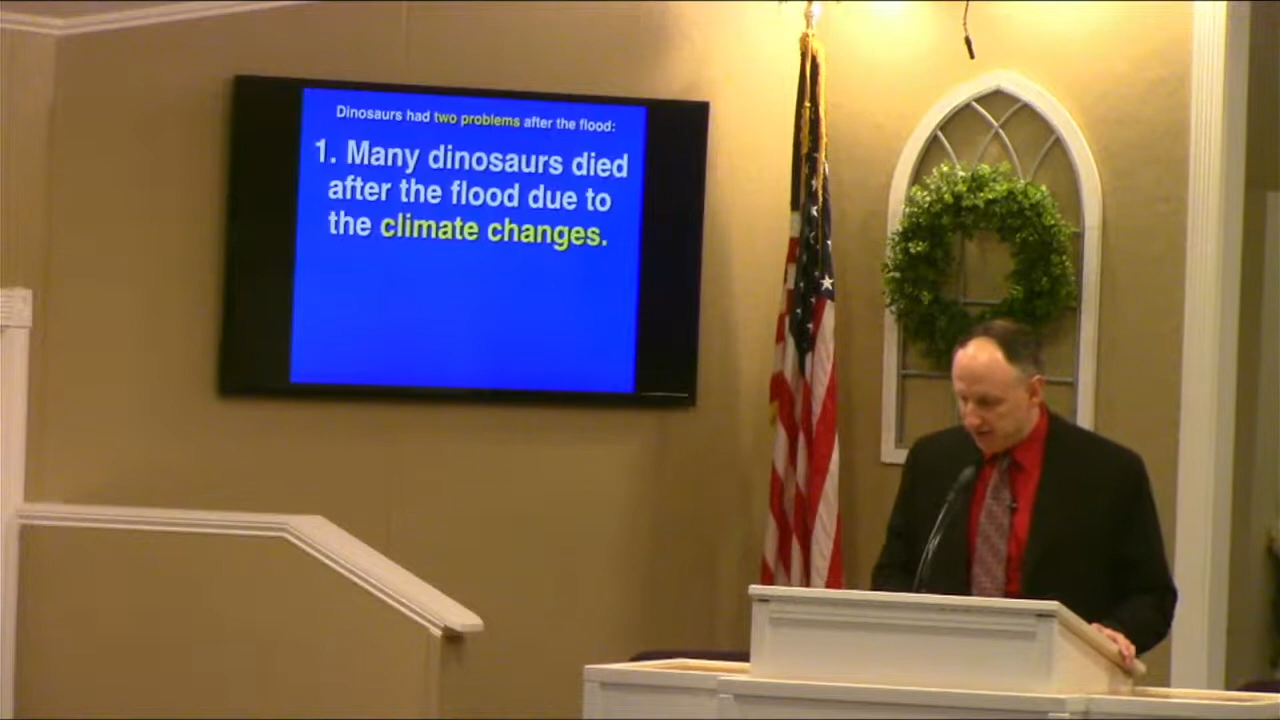 Dinosaurs had two problems after the flood:
1. Many dinosaurs died
after the flood due to
the climate changes.